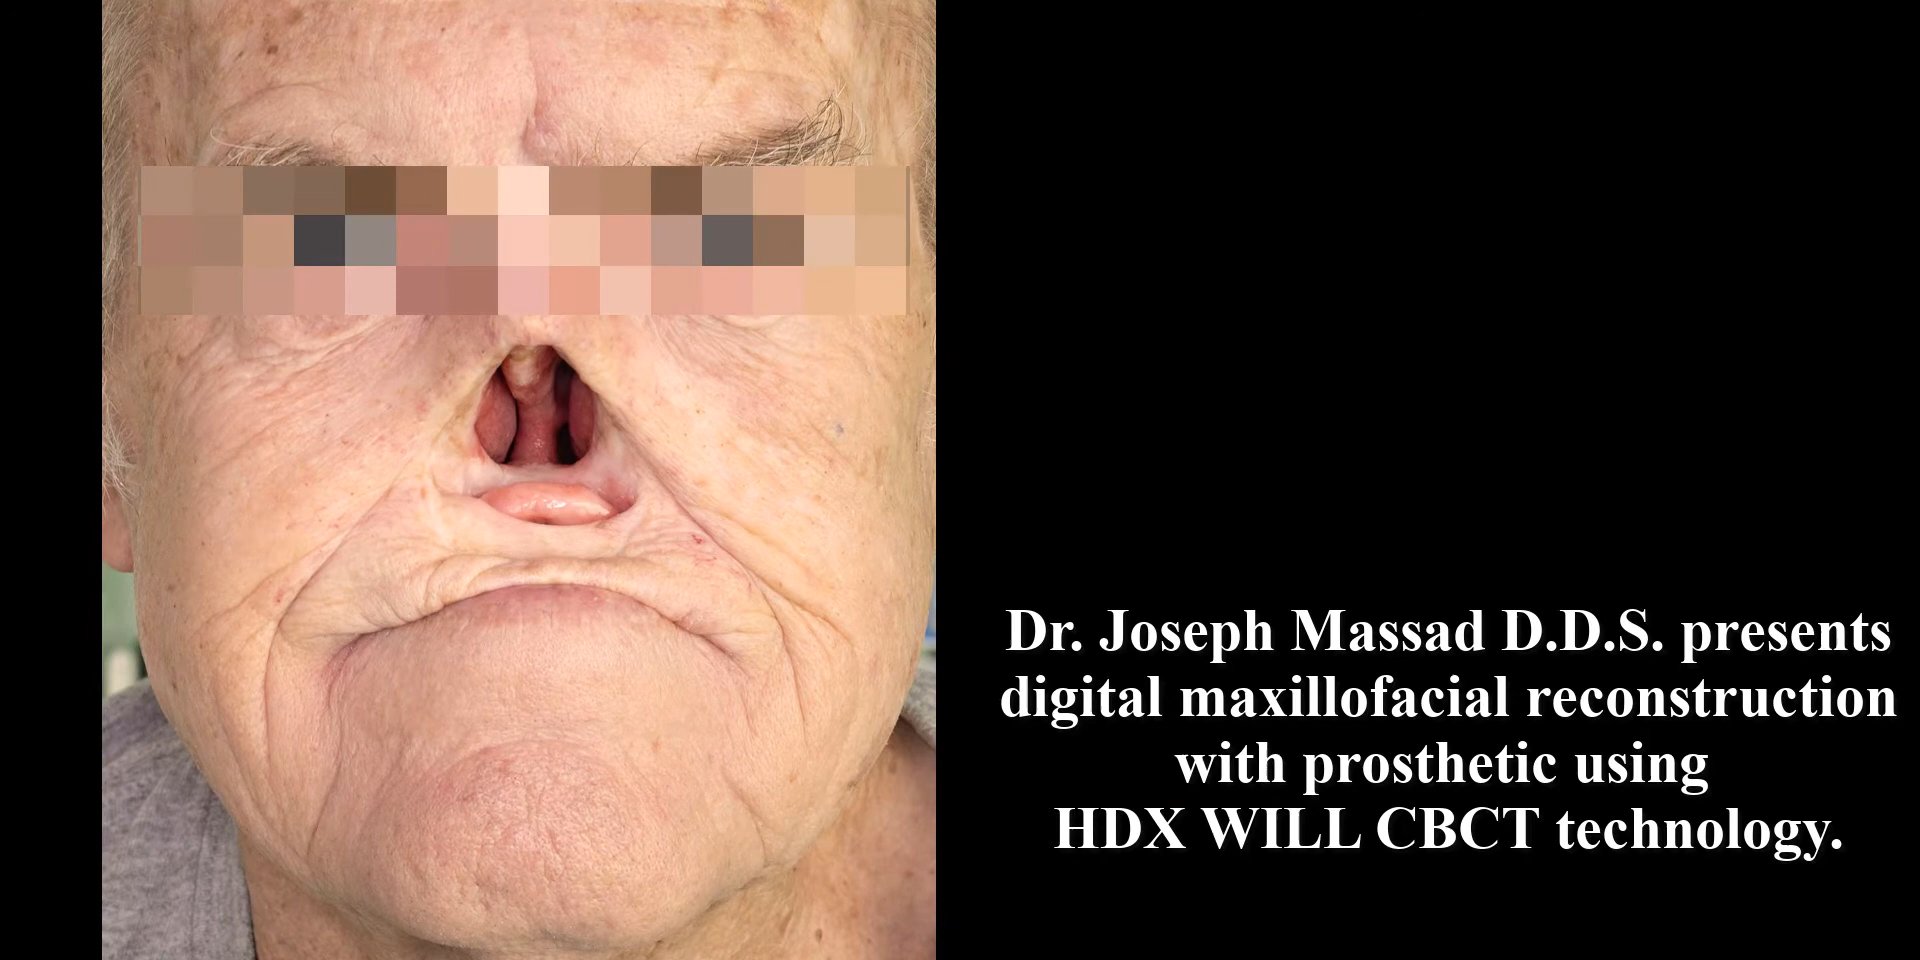 Dr. Joseph Massad D.D.S. presents
digital maxillofacial reconstruction
with prosthetic using
HDX WILL CBCT technology.